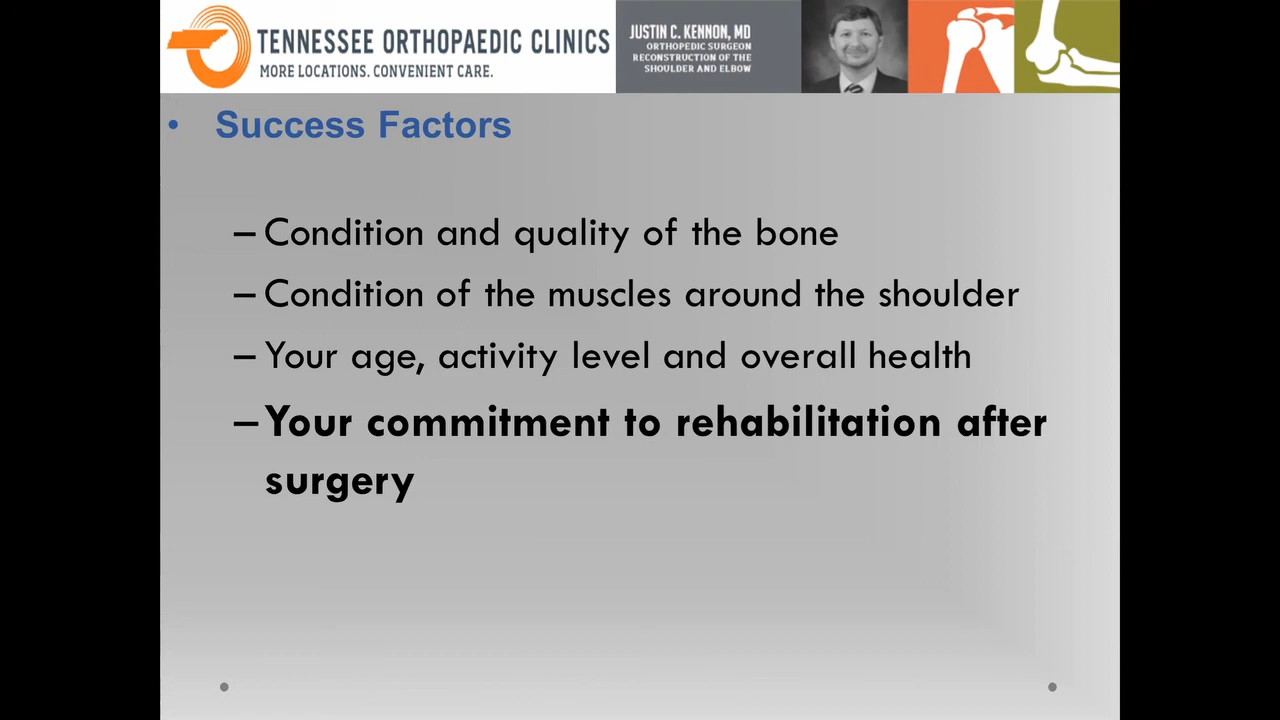 TENNESSEE ORTHOPAEDIC CLINICS
MORE LOCATIONS. CONVENIENT CARE.
JUSTIN C. KENNON, MD
ORTHOPEDIC SURGEON
RECONSTRUCTION OF THE
SHOULDER AND ELBOW
• Success Factors
– Condition and quality of the bone
– Condition of the muscles around the shoulder
– Your age, activity level and overall health
– Your commitment to rehabilitation after
surgery